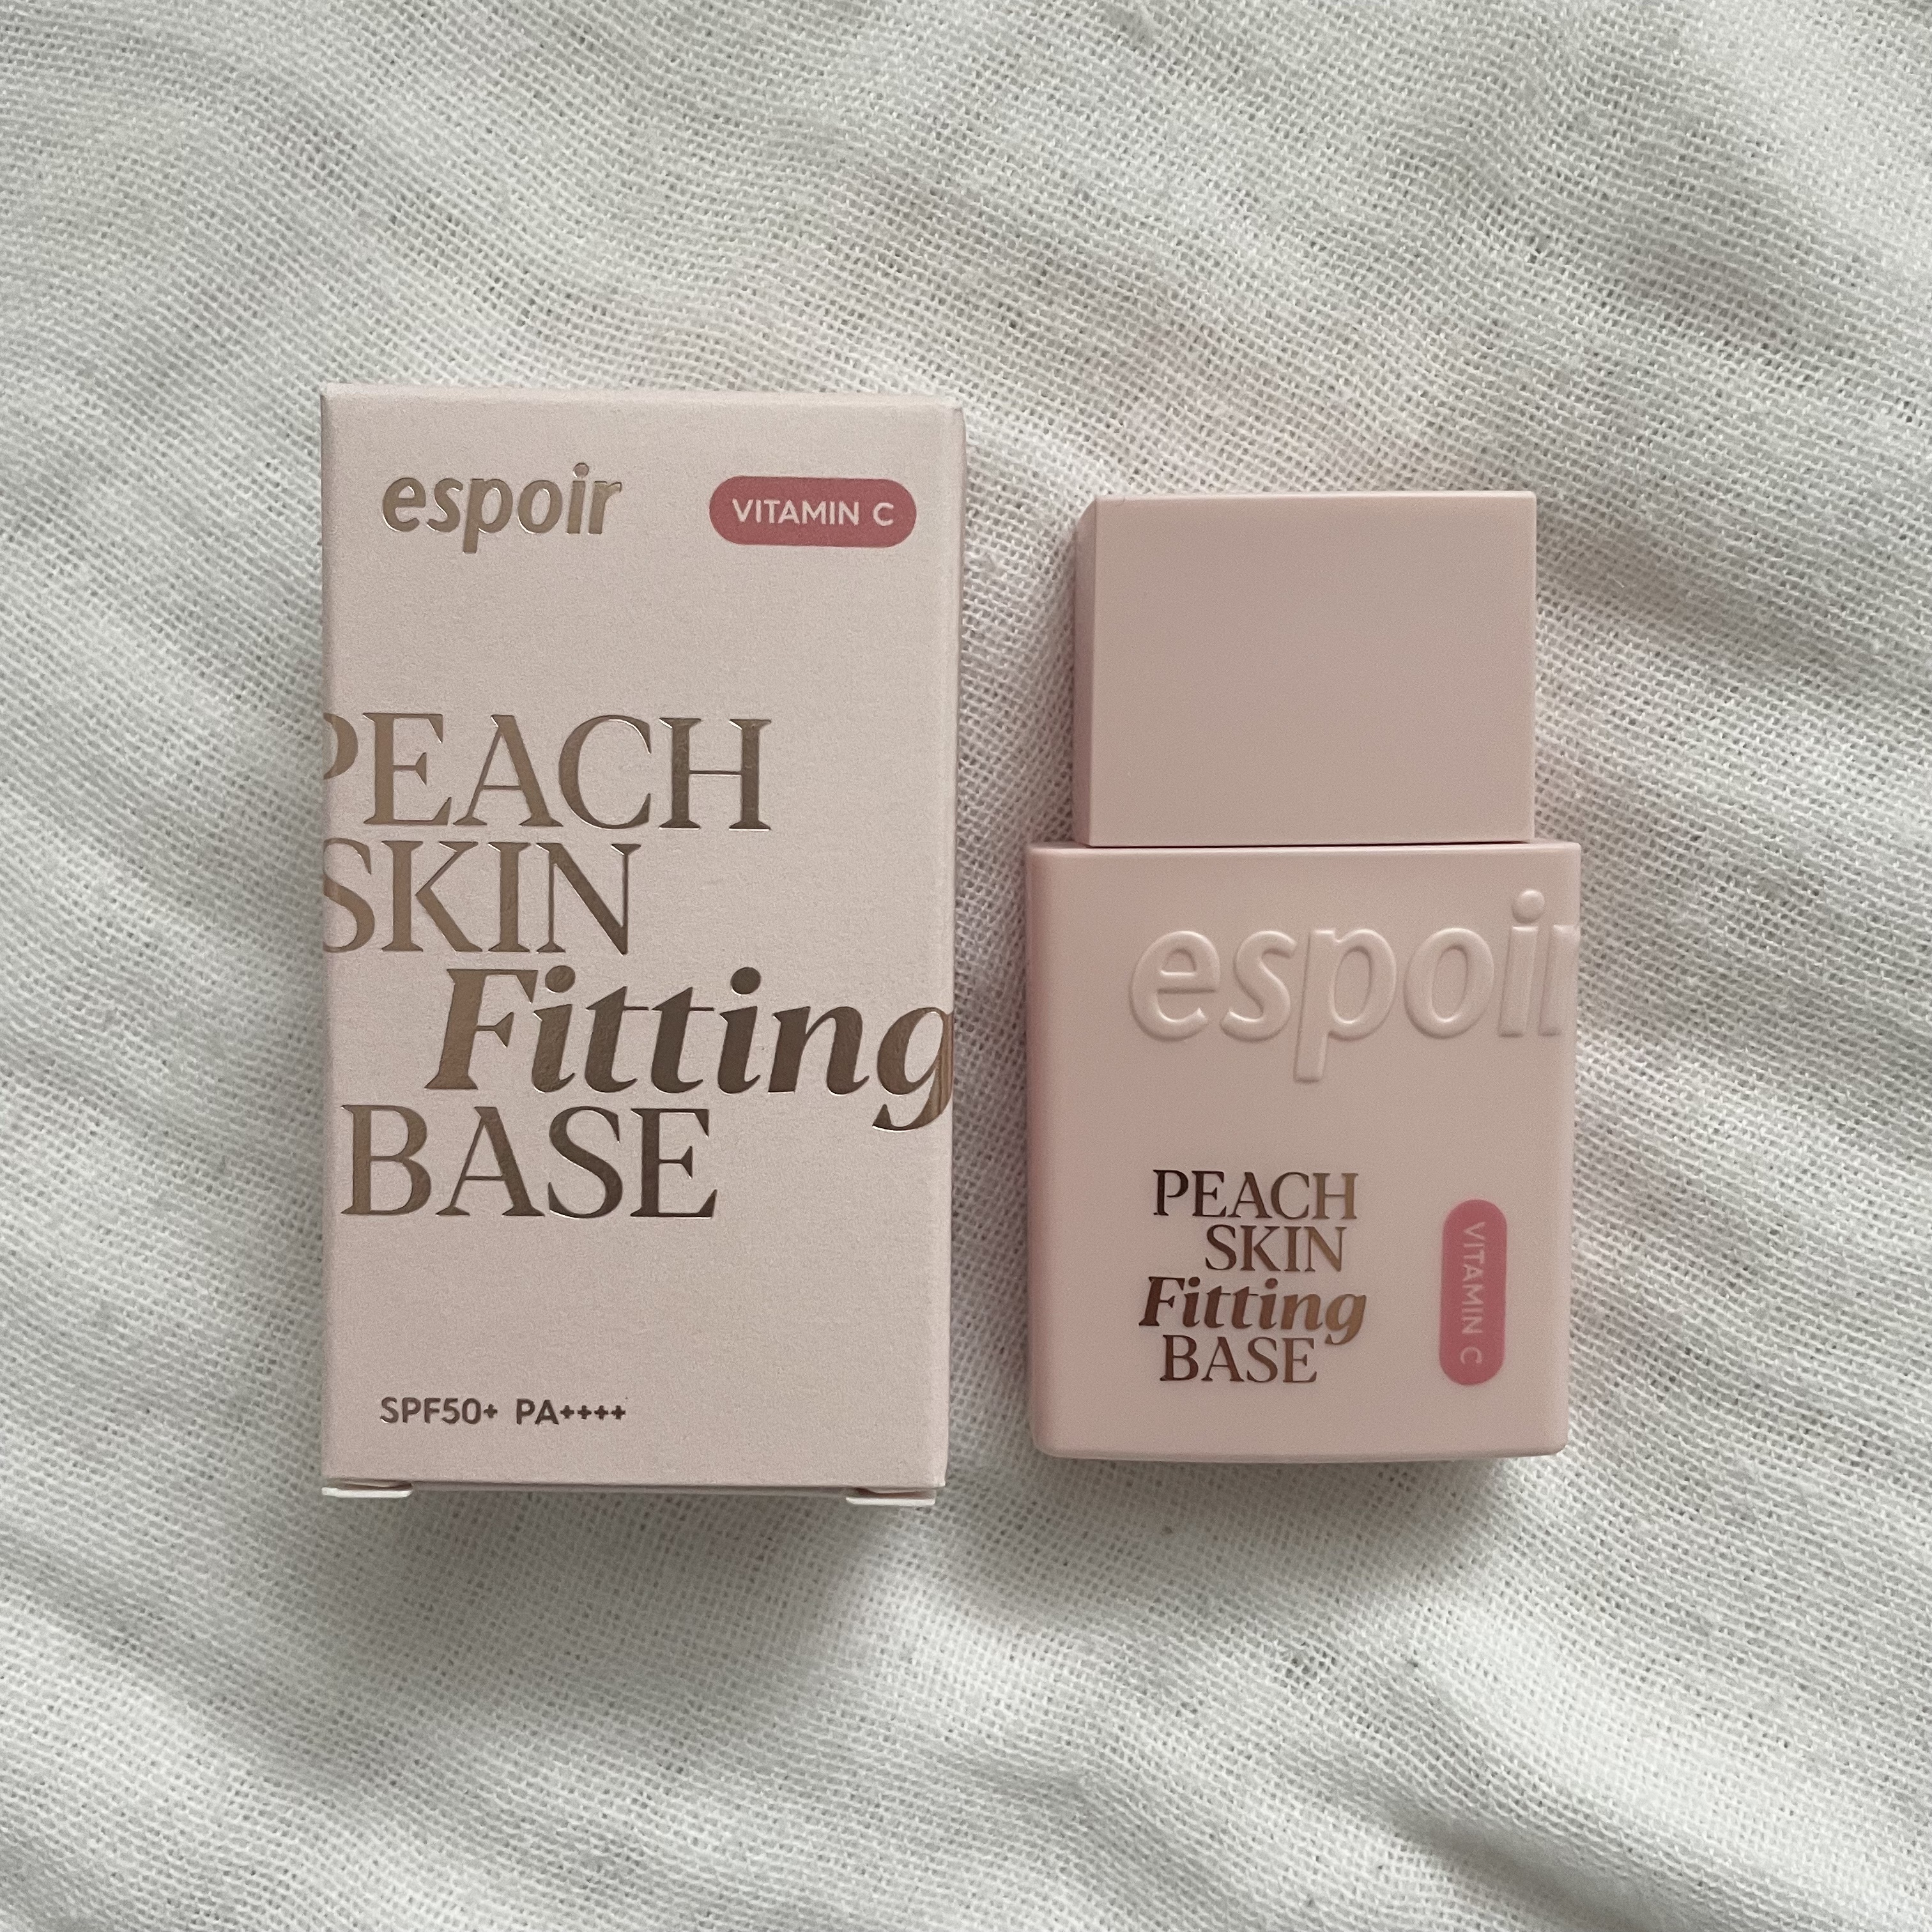 espoir
VITAMIN C
PEACH
SKIN
Fitting
BASE
SPF50+ PA++++
espoir
PEACH
SKIN
Fitting
BASE
VITAMIN C